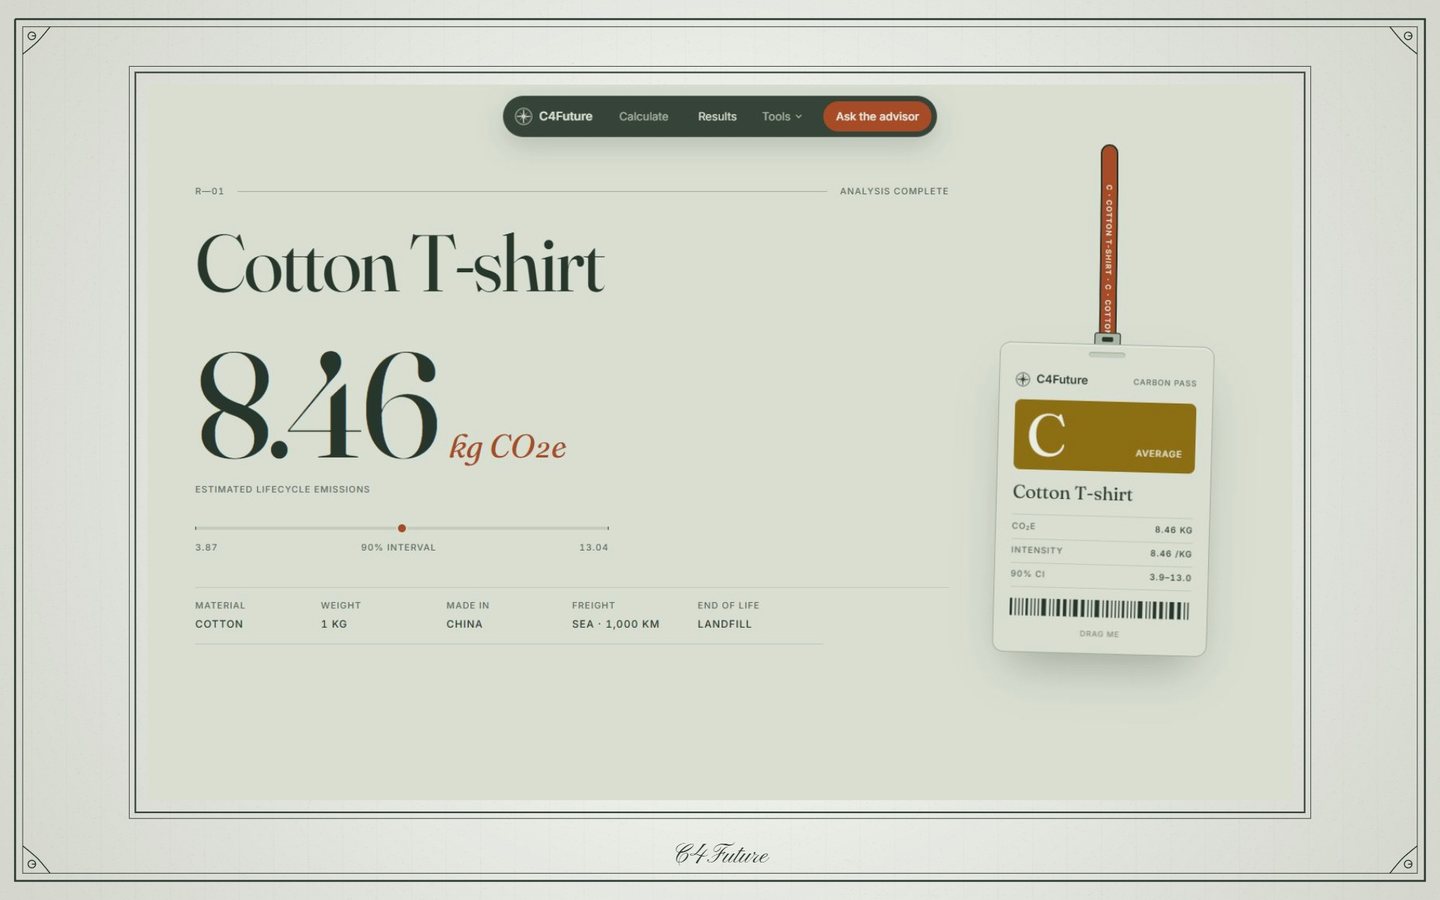 C4Future Calculate Results Tools Ask the advisor
R—01 ANALYSIS COMPLETE
Cotton T-shirt
8.46 kg CO2e
ESTIMATED LIFECYCLE EMISSIONS
3.87 90% INTERVAL 13.04
MATERIAL WEIGHT MADE IN FREIGHT END OF LIFE
COTTON 1 KG CHINA SEA · 1,000 KM LANDFILL
C · COTTON T-SHIRT · C · COTTON
C4Future CARBON PASS
C AVERAGE
Cotton T-shirt
CO₂E 8.46 KG
INTENSITY 8.46 /KG
90% CI 3.9–13.0
DRAG ME
C4Future